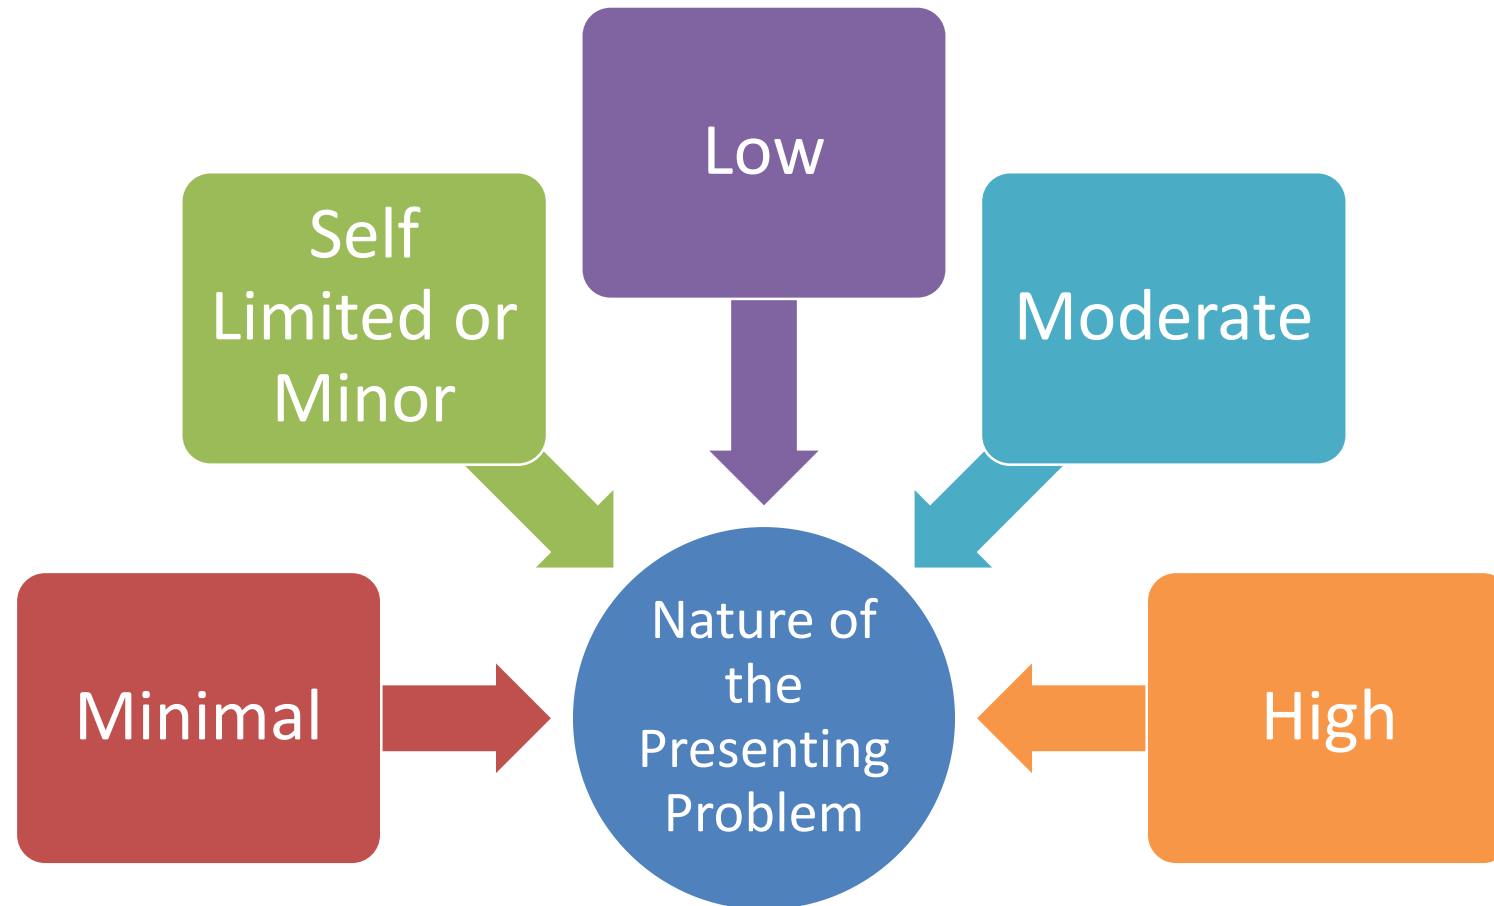 Low
Self
Limited or
Minor
Moderate
Minimal
Nature of
the
Presenting
Problem
High